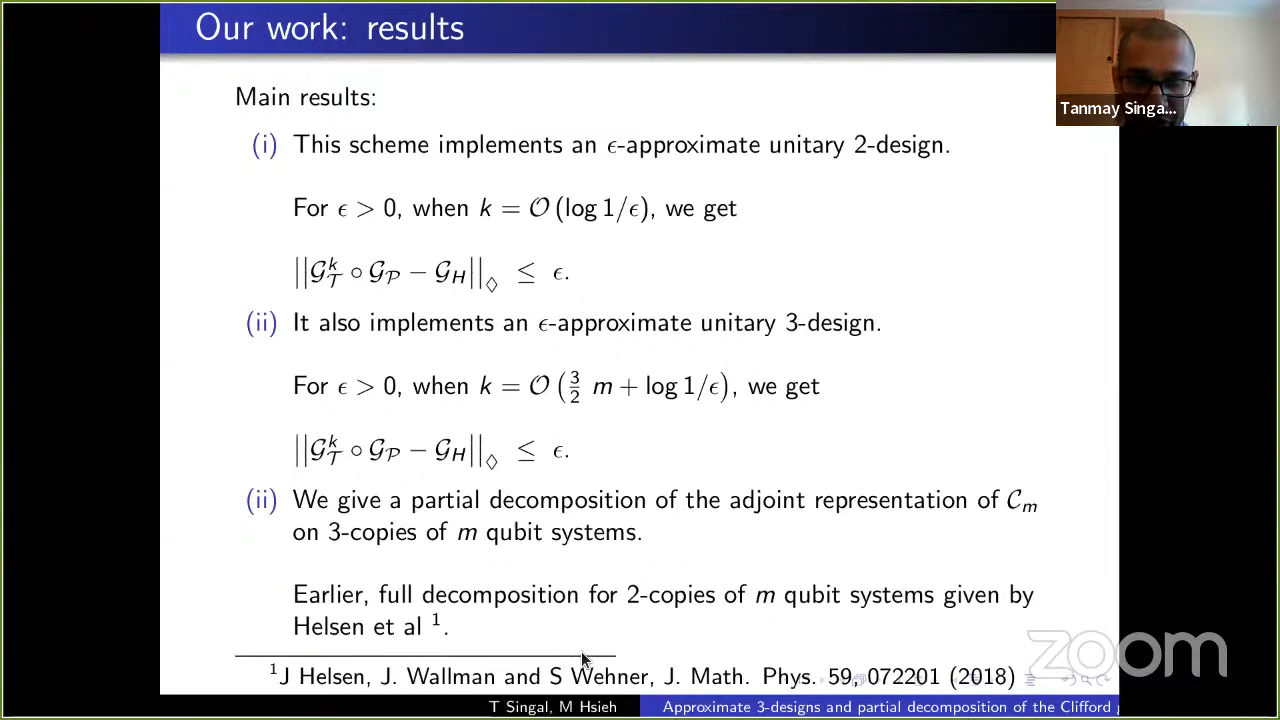 Our work: results
Tanmay Singa...
Main results:
(i) This scheme implements an ϵ-approximate unitary 2-design.
For ϵ > 0, when k = 𝒪 (log 1/ϵ), we get
||𝒢_𝒯^k ∘ 𝒢_𝒫 − 𝒢_H||_◊ ≤ ϵ.
(ii) It also implements an ϵ-approximate unitary 3-design.
For ϵ > 0, when k = 𝒪 (3/2 m + log 1/ϵ), we get
||𝒢_𝒯^k ∘ 𝒢_𝒫 − 𝒢_H||_◊ ≤ ϵ.
(ii) We give a partial decomposition of the adjoint representation of 𝒞_m
on 3-copies of m qubit systems.
Earlier, full decomposition for 2-copies of m qubit systems given by
Helsen et al ¹.
¹J Helsen, J. Wallman and S Wehner, J. Math. Phys. 59, 072201 (2018)
zoom
T Singal, M Hsieh Approximate 3-designs and partial decomposition of the Clifford g